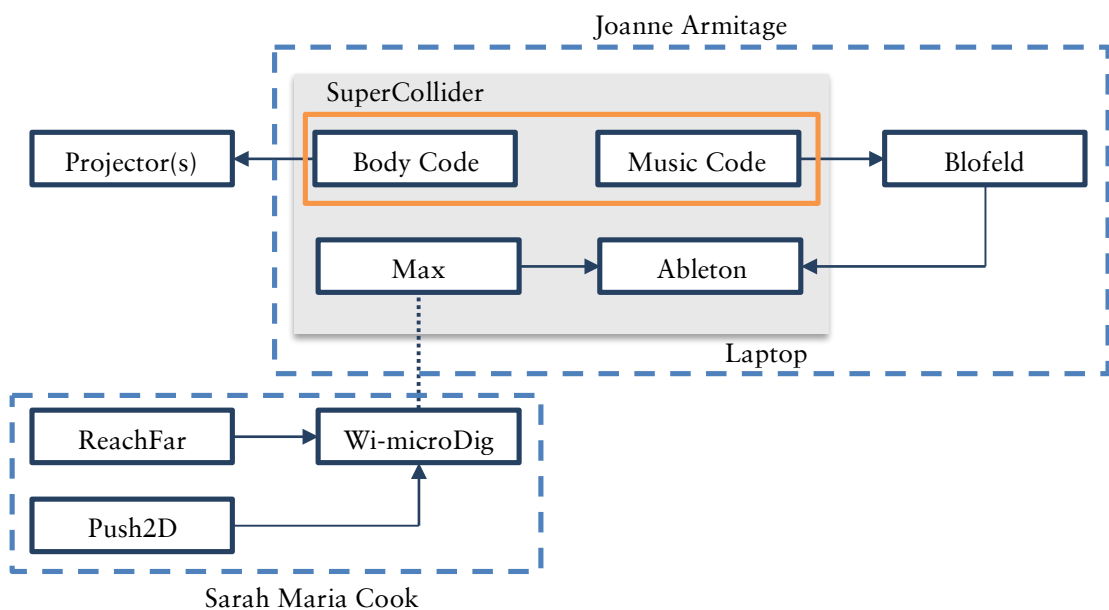 Joanne Armitage
SuperCollider
Projector(s)
Body Code
Music Code
Blofeld
Max
Ableton
Laptop
ReachFar
Wi-microDig
Push2D
Sarah Maria Cook